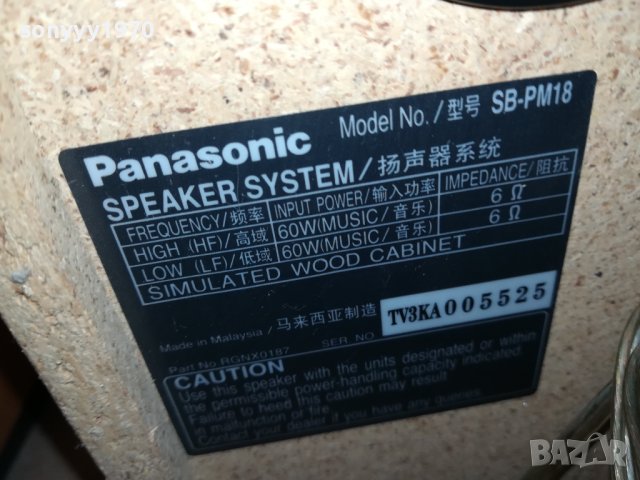 sonyyy1970
Panasonic Model No./型号 SB-PM18
SPEAKER SYSTEM/扬声器系统
FREQUENCY/频率 INPUT POWER/输入功率 IMPEDANCE/阻抗
HIGH (HF)/高域 60W(MUSIC/音乐) 6 Ω
LOW (LF)/低域 60W(MUSIC/音乐) 6 Ω
SIMULATED WOOD CABINET
Made in Malaysia/马来西亚制造
Part No.RGNX0187 SER. NO. TV3KA005525
CAUTION
Use this speaker with the units designated or within
the permissible power-handling capacity indicated
Failure to heed this caution may result
in malfunction or fire.
Contact your dealer if you have any queries.
BAZAR
bg